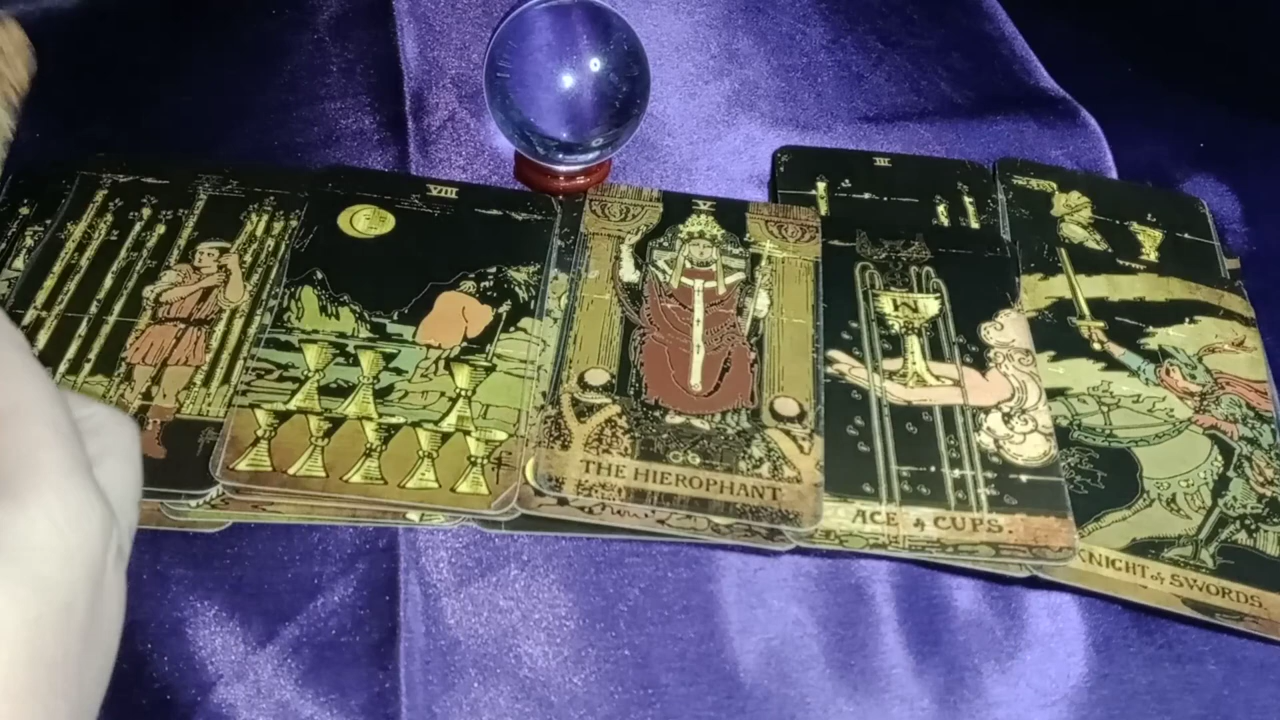 VIII
V
THE HIEROPHANT.
III
W
ACE of CUPS.
KNIGHT of SWORDS.